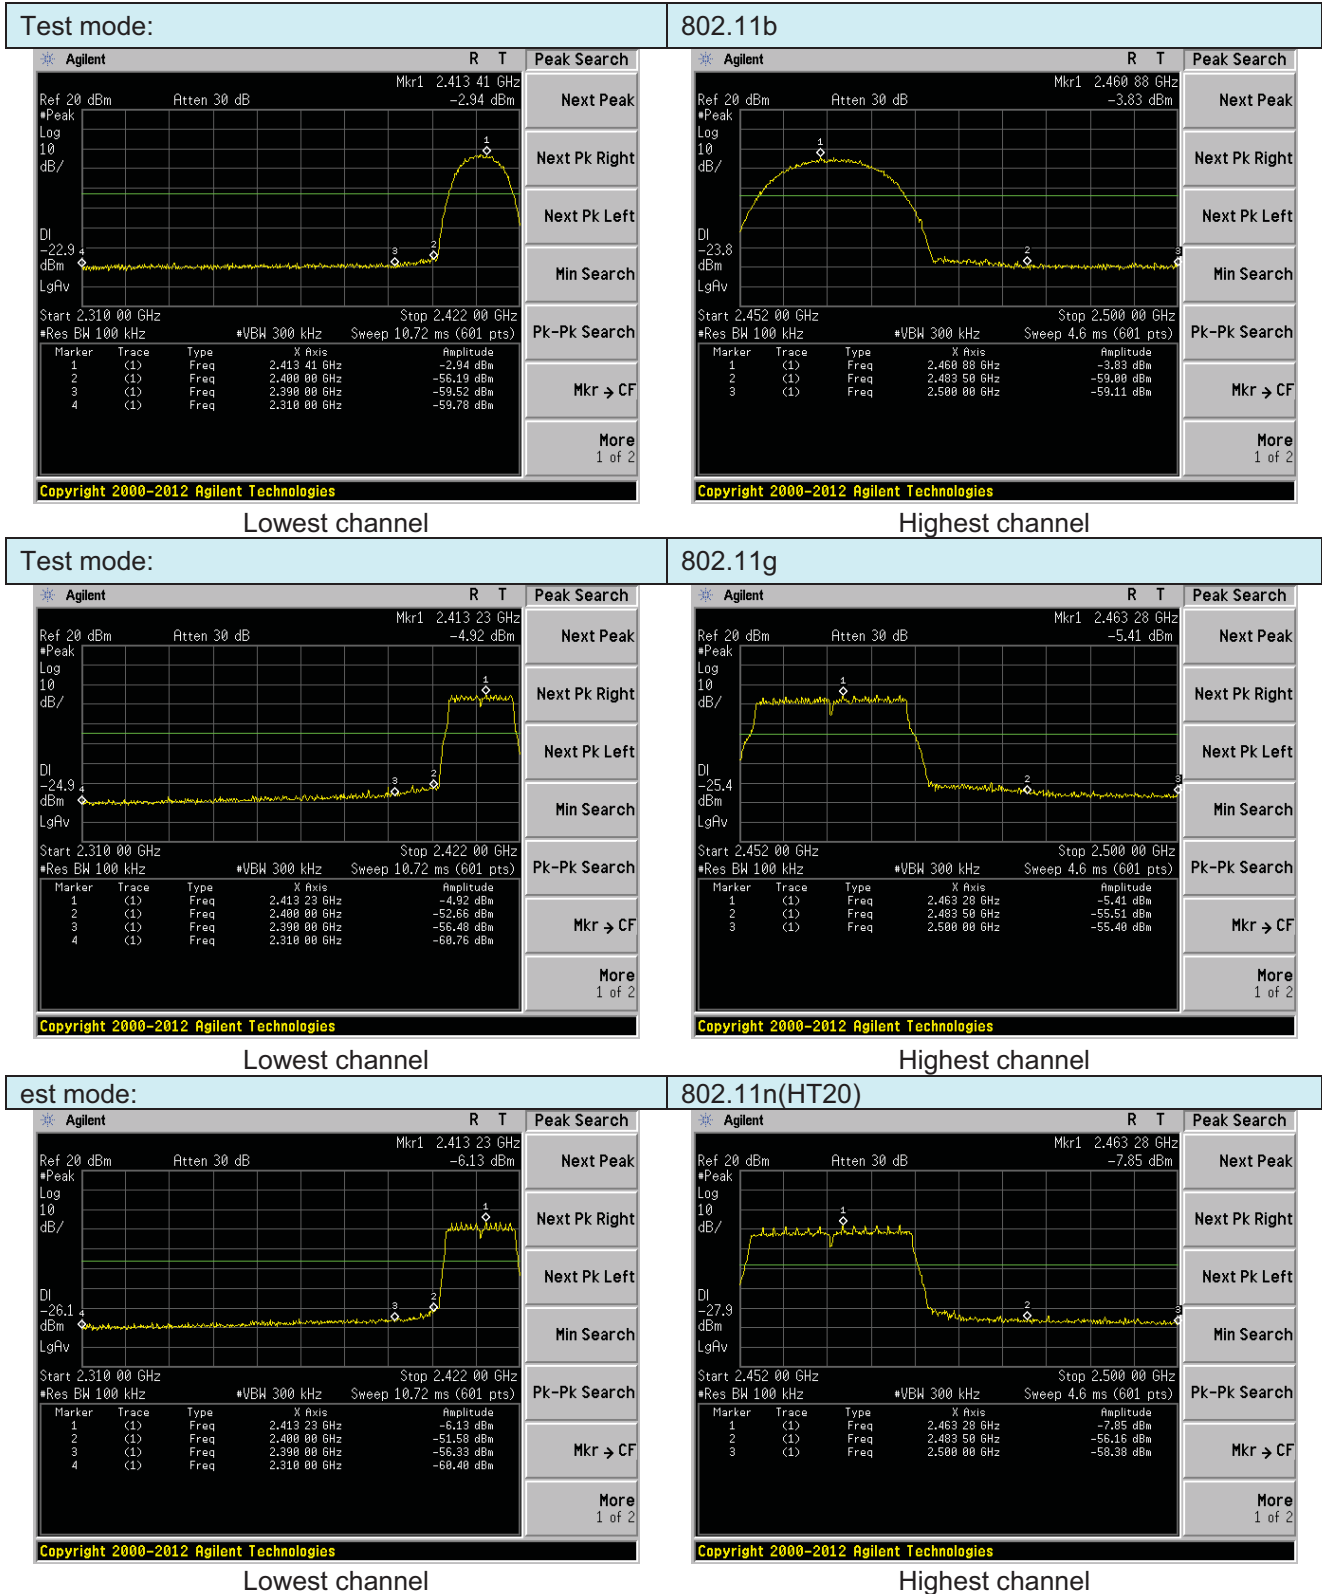 Test mode: 802.11b
Agilent R T Peak Search
Mkr1 2.413 41 GHz
Ref 20 dBm Atten 30 dB -2.94 dBm
#Peak
Log
10
dB/
1
DI
-22.9
dBm
LgAv
4
3
2
Start 2.310 00 GHz Stop 2.422 00 GHz
#Res BW 100 kHz #VBW 300 kHz Sweep 10.72 ms (601 pts)
Marker Trace Type X Axis Amplitude
1 (1) Freq 2.413 41 GHz -2.94 dBm
2 (1) Freq 2.400 00 GHz -56.19 dBm
3 (1) Freq 2.390 00 GHz -59.52 dBm
4 (1) Freq 2.310 00 GHz -59.78 dBm
Next Peak
Next Pk Right
Next Pk Left
Min Search
Pk-Pk Search
Mkr → CF
More
1 of 2
Copyright 2000-2012 Agilent Technologies
Lowest channel
Agilent R T Peak Search
Mkr1 2.460 88 GHz
Ref 20 dBm Atten 30 dB -3.83 dBm
#Peak
Log
10
dB/
1
DI
-23.8
dBm
LgAv
2
3
Start 2.452 00 GHz Stop 2.500 00 GHz
#Res BW 100 kHz #VBW 300 kHz Sweep 4.6 ms (601 pts)
Marker Trace Type X Axis Amplitude
1 (1) Freq 2.460 88 GHz -3.83 dBm
2 (1) Freq 2.483 50 GHz -59.00 dBm
3 (1) Freq 2.500 00 GHz -59.11 dBm
Next Peak
Next Pk Right
Next Pk Left
Min Search
Pk-Pk Search
Mkr → CF
More
1 of 2
Copyright 2000-2012 Agilent Technologies
Highest channel
Test mode: 802.11g
Agilent R T Peak Search
Mkr1 2.413 23 GHz
Ref 20 dBm Atten 30 dB -4.92 dBm
#Peak
Log
10
dB/
1
DI
-24.9
dBm
LgAv
4
3
2
Start 2.310 00 GHz Stop 2.422 00 GHz
#Res BW 100 kHz #VBW 300 kHz Sweep 10.72 ms (601 pts)
Marker Trace Type X Axis Amplitude
1 (1) Freq 2.413 23 GHz -4.92 dBm
2 (1) Freq 2.400 00 GHz -52.66 dBm
3 (1) Freq 2.390 00 GHz -56.48 dBm
4 (1) Freq 2.310 00 GHz -60.76 dBm
Next Peak
Next Pk Right
Next Pk Left
Min Search
Pk-Pk Search
Mkr → CF
More
1 of 2
Copyright 2000-2012 Agilent Technologies
Lowest channel
Agilent R T Peak Search
Mkr1 2.463 28 GHz
Ref 20 dBm Atten 30 dB -5.41 dBm
#Peak
Log
10
dB/
1
DI
-25.4
dBm
LgAv
2
3
Start 2.452 00 GHz Stop 2.500 00 GHz
#Res BW 100 kHz #VBW 300 kHz Sweep 4.6 ms (601 pts)
Marker Trace Type X Axis Amplitude
1 (1) Freq 2.463 28 GHz -5.41 dBm
2 (1) Freq 2.483 50 GHz -55.51 dBm
3 (1) Freq 2.500 00 GHz -55.40 dBm
Next Peak
Next Pk Right
Next Pk Left
Min Search
Pk-Pk Search
Mkr → CF
More
1 of 2
Copyright 2000-2012 Agilent Technologies
Highest channel
est mode: 802.11n(HT20)
Agilent R T Peak Search
Mkr1 2.413 23 GHz
Ref 20 dBm Atten 30 dB -6.13 dBm
#Peak
Log
10
dB/
1
DI
-26.1
dBm
LgAv
4
3
2
Start 2.310 00 GHz Stop 2.422 00 GHz
#Res BW 100 kHz #VBW 300 kHz Sweep 10.72 ms (601 pts)
Marker Trace Type X Axis Amplitude
1 (1) Freq 2.413 23 GHz -6.13 dBm
2 (1) Freq 2.400 00 GHz -51.58 dBm
3 (1) Freq 2.390 00 GHz -56.33 dBm
4 (1) Freq 2.310 00 GHz -60.40 dBm
Next Peak
Next Pk Right
Next Pk Left
Min Search
Pk-Pk Search
Mkr → CF
More
1 of 2
Copyright 2000-2012 Agilent Technologies
Lowest channel
Agilent R T Peak Search
Mkr1 2.463 28 GHz
Ref 20 dBm Atten 30 dB -7.85 dBm
#Peak
Log
10
dB/
1
DI
-27.9
dBm
LgAv
2
3
Start 2.452 00 GHz Stop 2.500 00 GHz
#Res BW 100 kHz #VBW 300 kHz Sweep 4.6 ms (601 pts)
Marker Trace Type X Axis Amplitude
1 (1) Freq 2.463 28 GHz -7.85 dBm
2 (1) Freq 2.483 50 GHz -56.16 dBm
3 (1) Freq 2.500 00 GHz -58.38 dBm
Next Peak
Next Pk Right
Next Pk Left
Min Search
Pk-Pk Search
Mkr → CF
More
1 of 2
Copyright 2000-2012 Agilent Technologies
Highest channel